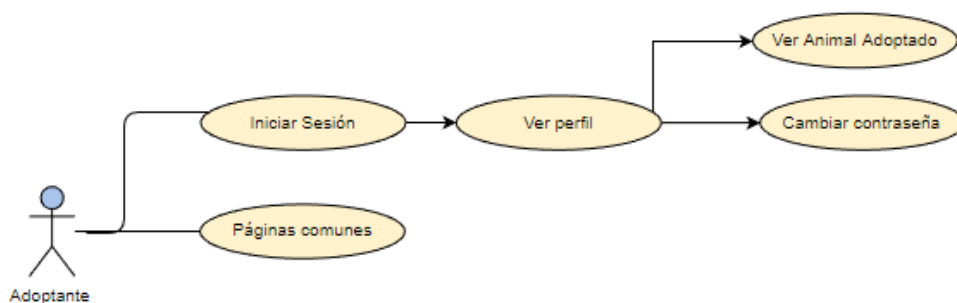 Ver Animal Adoptado
Iniciar Sesión
Ver perfil
Cambiar contraseña
Páginas comunes
Adoptante